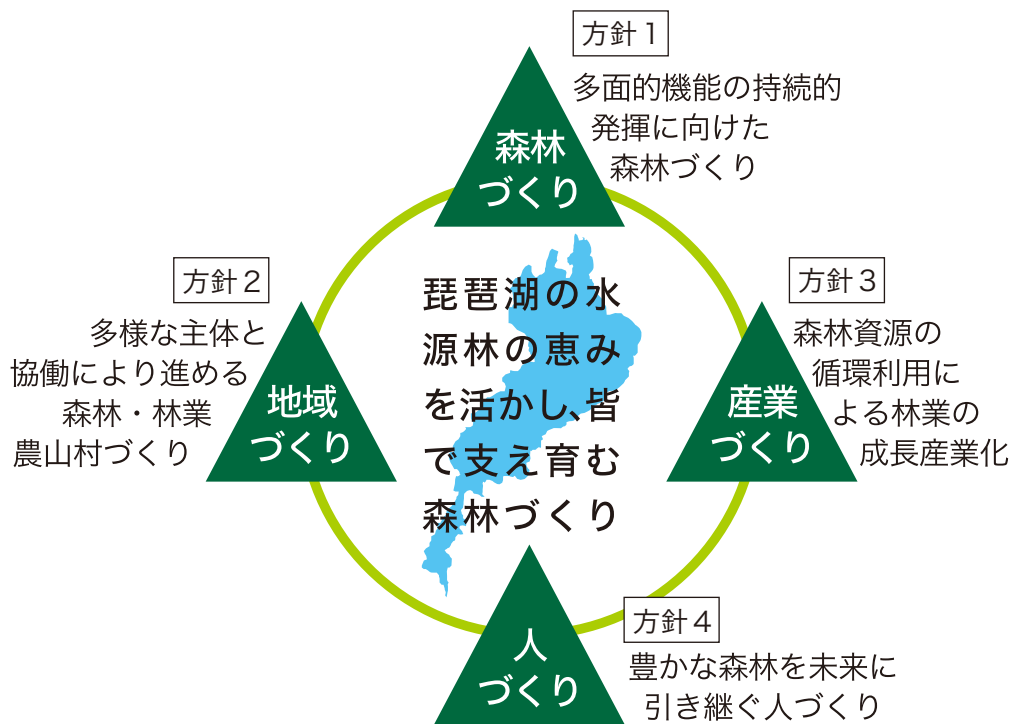 方針1
多面的機能の持続的
発揮に向けた
森林づくり
森林
づくり
方針2
多様な主体と
協働により進める
森林・林業
農山村づくり
地域
づくり
琵琶湖の水
源林の恵み
を活かし、皆
で支え育む
森林づくり
方針3
森林資源の
循環利用に
よる林業の
成長産業化
産業
づくり
方針4
豊かな森林を未来に
引き継ぐ人づくり
人
づくり